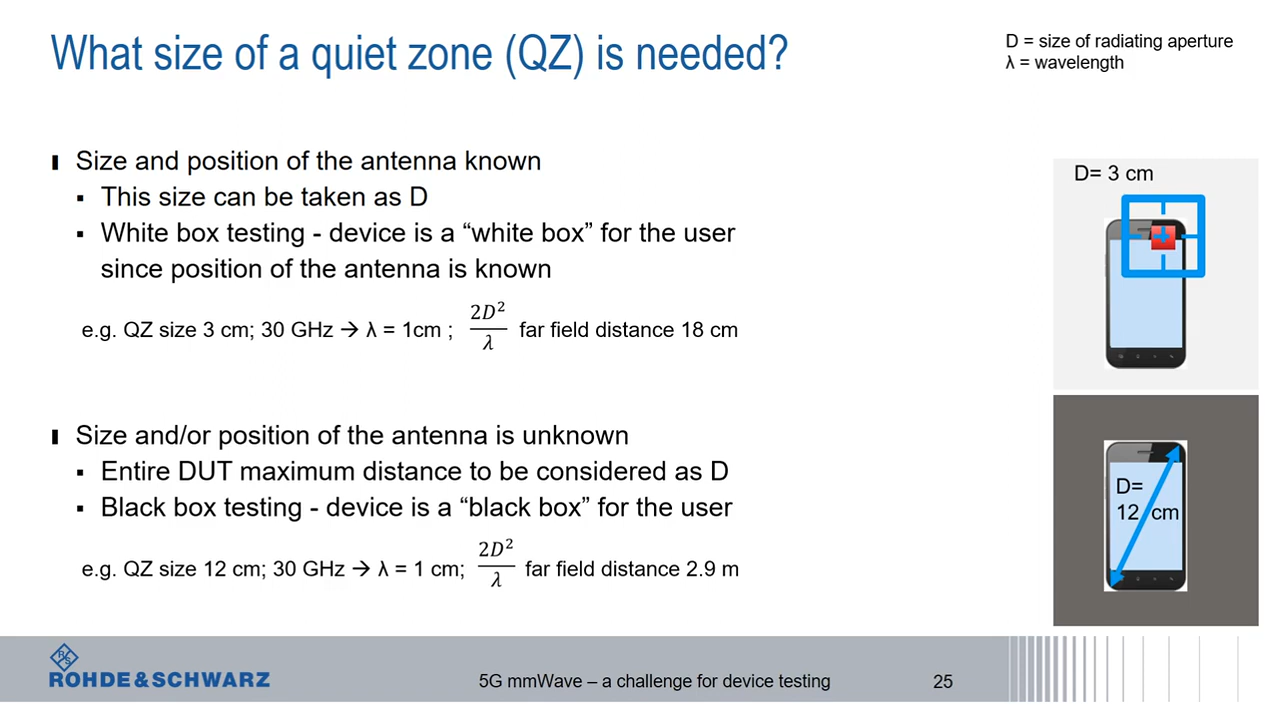 What size of a quiet zone (QZ) is needed?
D = size of radiating aperture
λ = wavelength
Size and position of the antenna known
▪ This size can be taken as D
▪ White box testing - device is a “white box” for the user
since position of the antenna is known
e.g. QZ size 3 cm; 30 GHz → λ = 1cm ; 2D²/λ far field distance 18 cm
D= 3 cm
Size and/or position of the antenna is unknown
▪ Entire DUT maximum distance to be considered as D
▪ Black box testing - device is a “black box” for the user
e.g. QZ size 12 cm; 30 GHz → λ = 1 cm; 2D²/λ far field distance 2.9 m
D=
12 cm
R S
ROHDE&SCHWARZ
5G mmWave – a challenge for device testing
25